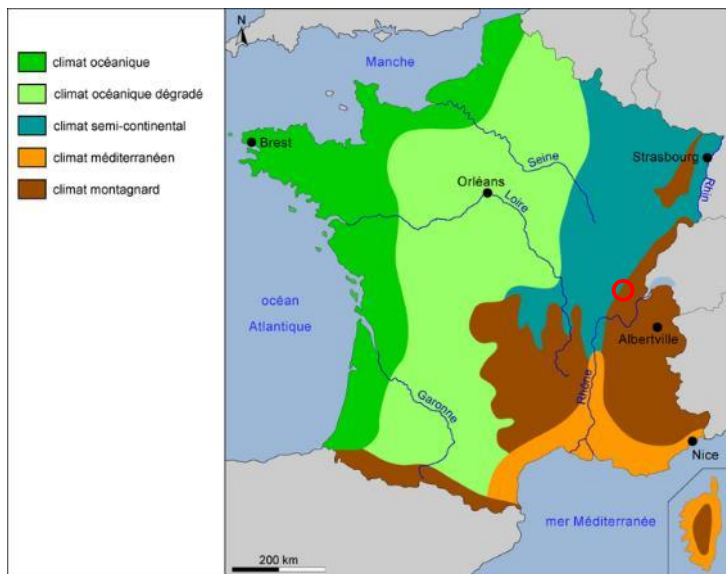 climat océanique
climat océanique dégradé
climat semi-continental
climat méditerranéen
climat montagnard
N
Manche
Brest
Strasbourg
Seine
Orléans
Loire
Rhin
océan
Atlantique
Albertville
Garonne
Rhône
Nice
mer Méditerranée
200 km